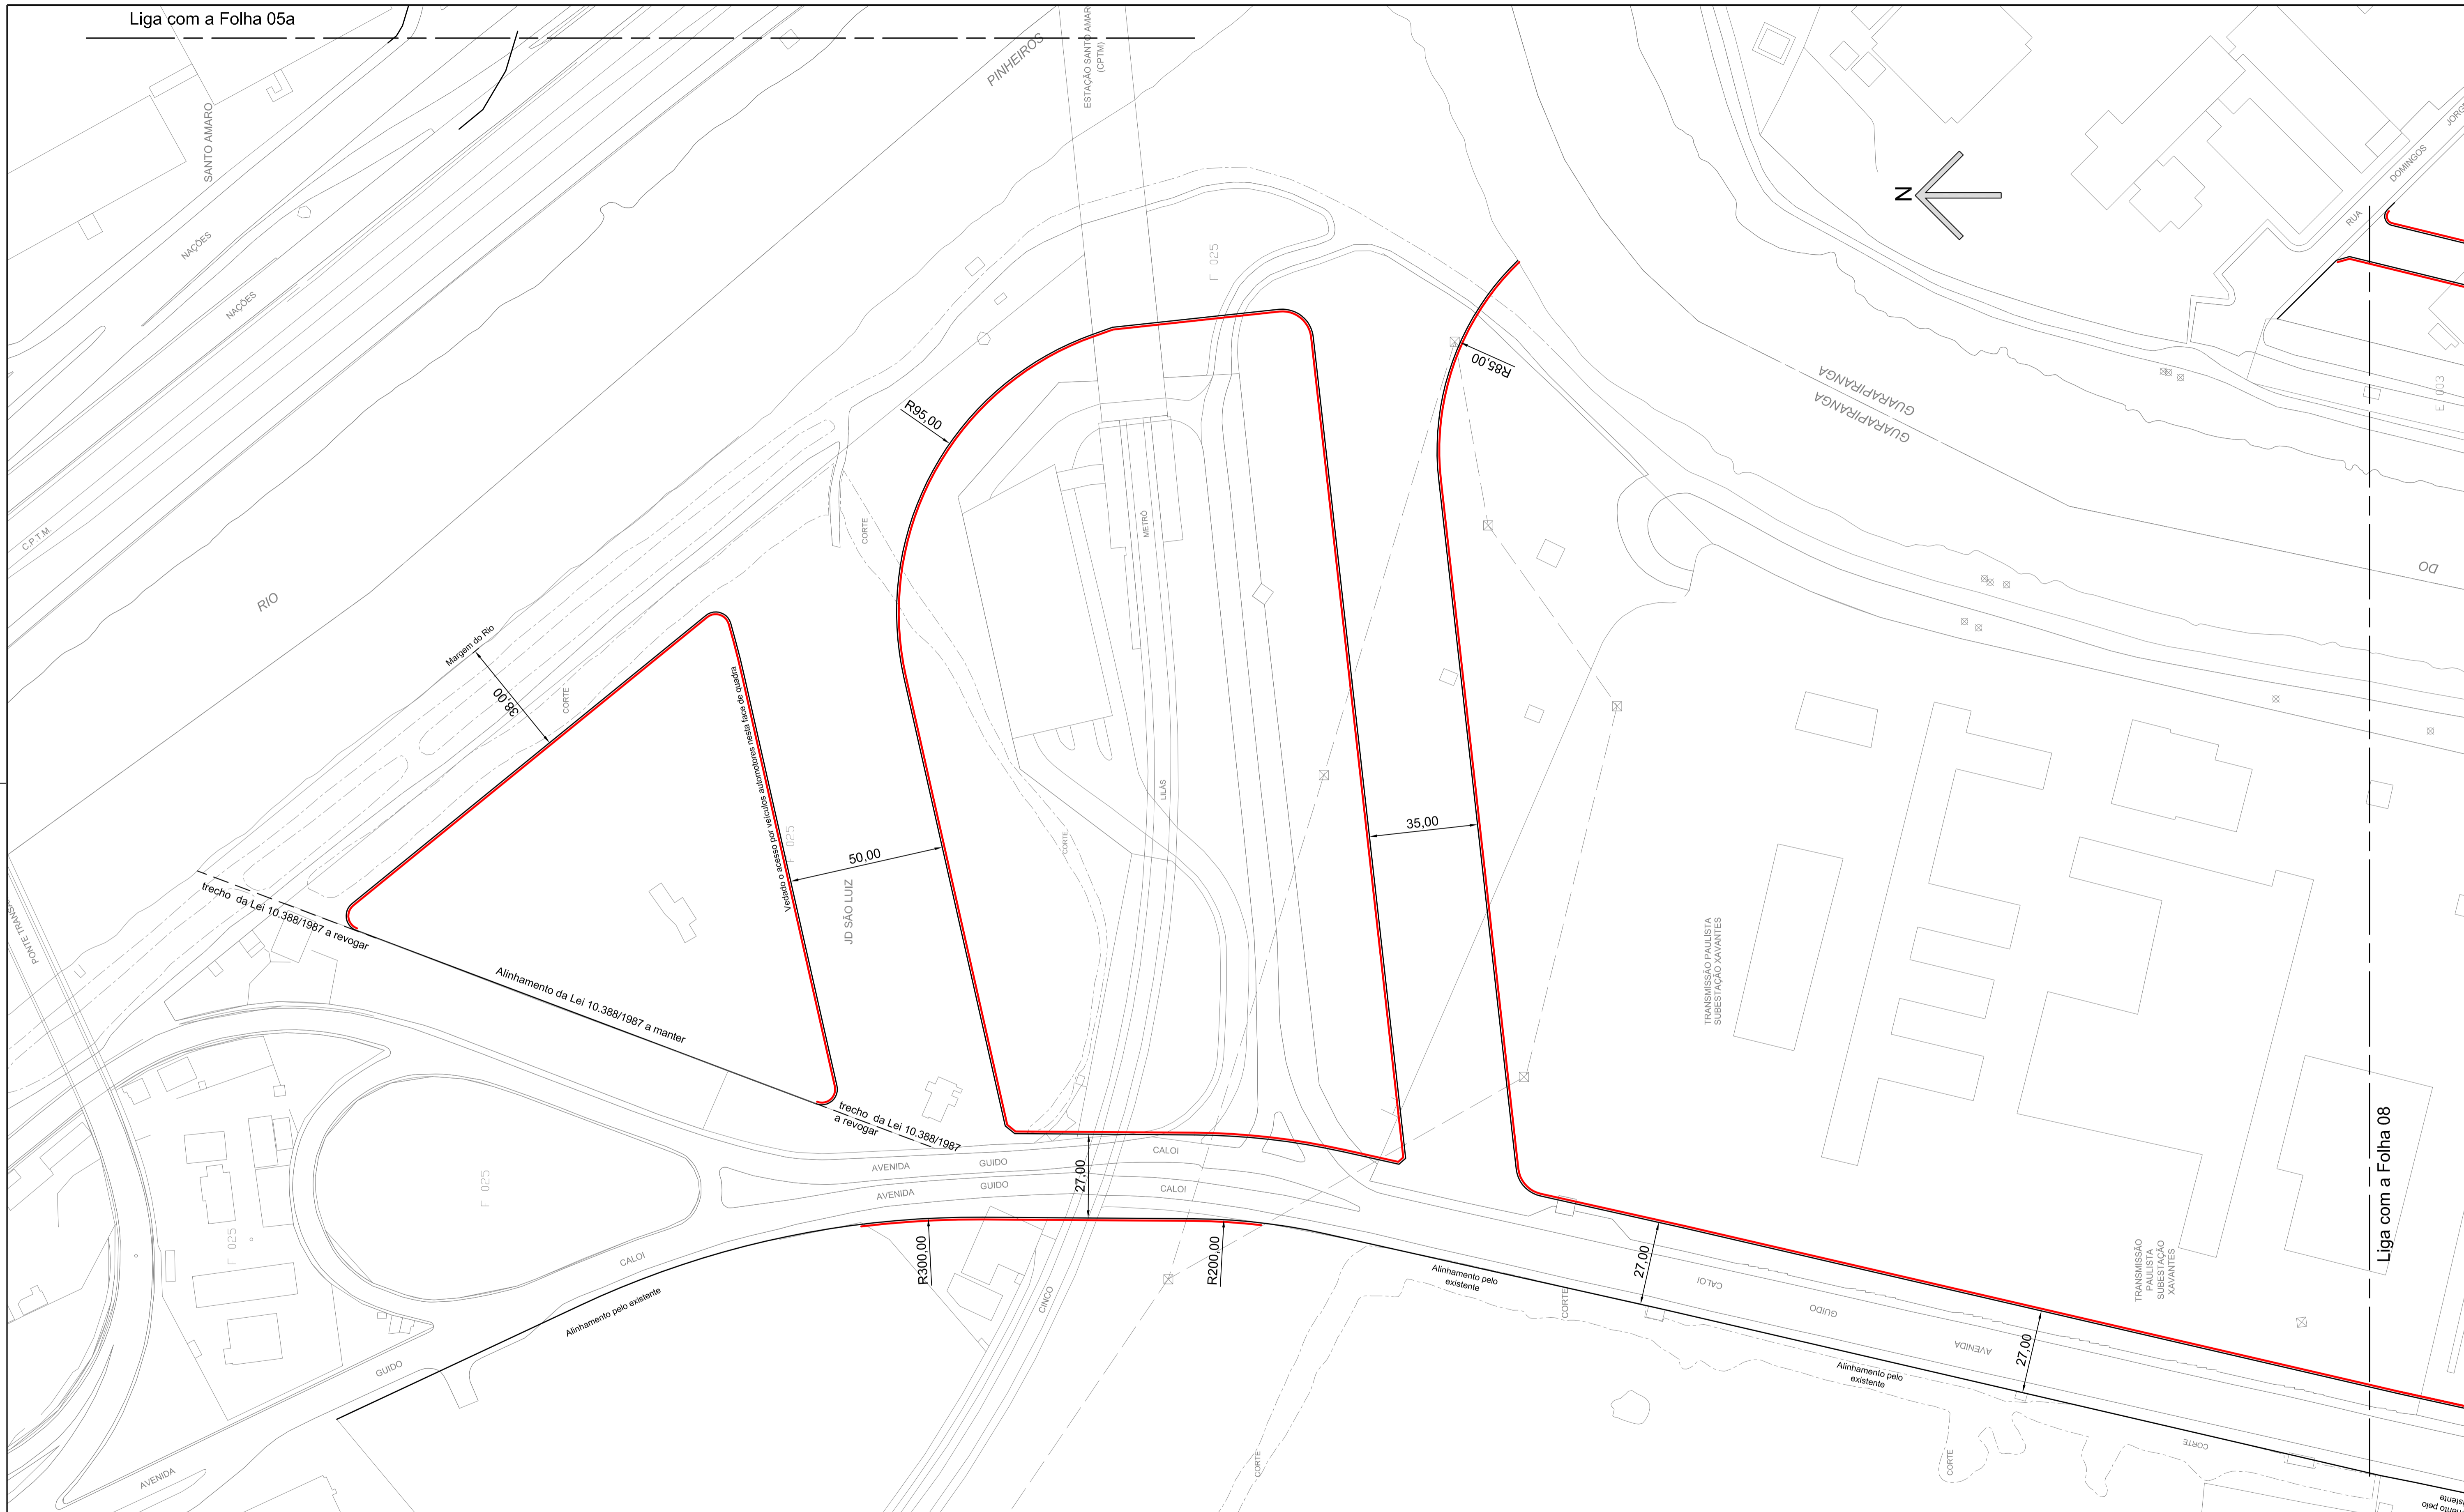 Liga com a Folha 05a
SANTO AMARO
NAÇÕES
NAÇÕES
C.P.T.M.
RIO
PINHEIROS
(CPTM)
N
RUA
DOMINGOS
F 025
R95,00
R85,00
GUARAPIRANGA
GUARAPIRANGA
DO
METRÔ
LILÁS
CORTE
CORTE
CORTE
Margem do Rio
38,00
Vedado o acesso por veículos automotoreis nesta face de quadra
F 025
50,00
35,00
JD SÃO LUIZ
trecho da Lei 10.388/1987 a revogar
Alinhamento da Lei 10.388/1987 a manter
trecho da Lei 10.388/1987
a revogar
TRANSMISSÃO PAULISTA
SUBESTAÇÃO XAVANTES
AVENIDA GUIDO CALOI
AVENIDA GUIDO CALOI
27,00
F 025
F 025
CALOI
GUIDO
AVENIDA
Alinhamento pelo existente
R300,00
R200,00
CINCO
Alinhamento pelo
existente
CORTE
CORTE
27,00
CALOI
GUIDO
AVENIDA
27,00
Alinhamento pelo
existente
CORTE
CORTE
TRANSMISSÃO
PAULISTA
SUBESTAÇÃO
XAVANTES
Liga com a Folha 08